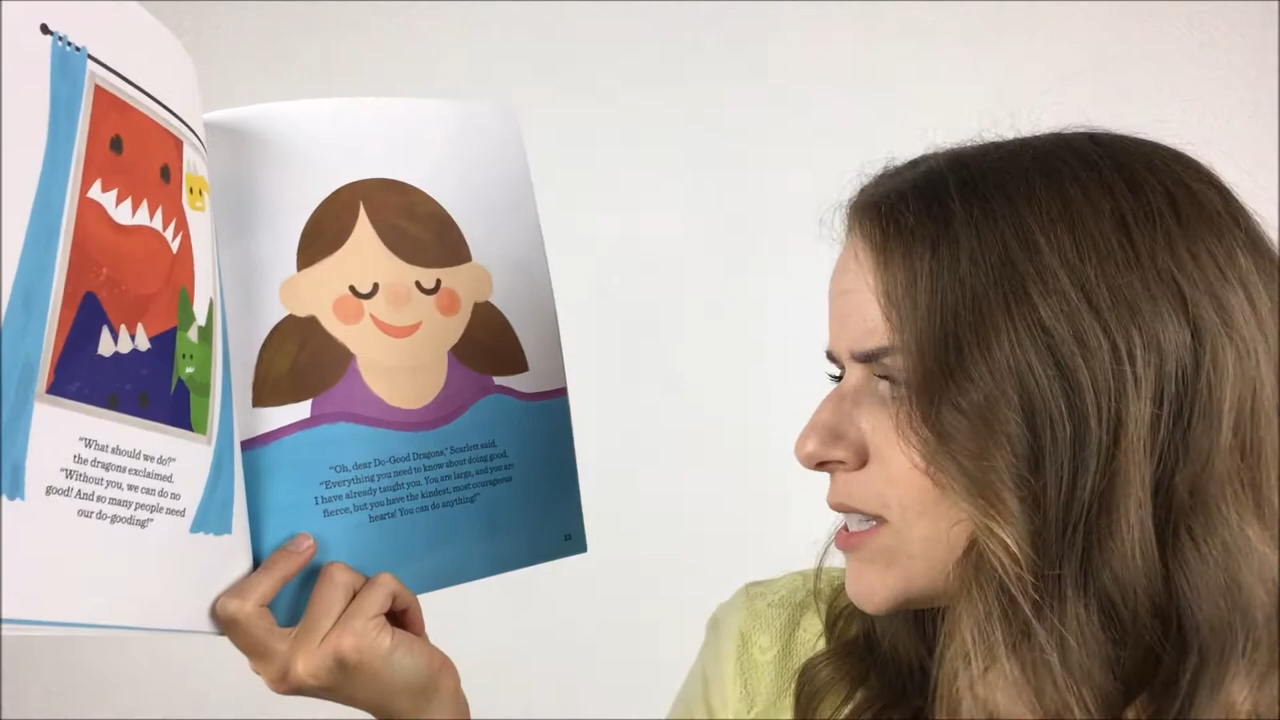 “What should we do?”
the dragons exclaimed.
“Without you, we can do no
good! And so many people need
our do-gooding!”
“Oh, dear Do-Good Dragons,” Scarlett said.
“Everything you need to know about doing good,
I have already taught you. You are large, and you are
fierce, but you have the kindest, most courageous
hearts! You can do anything!”